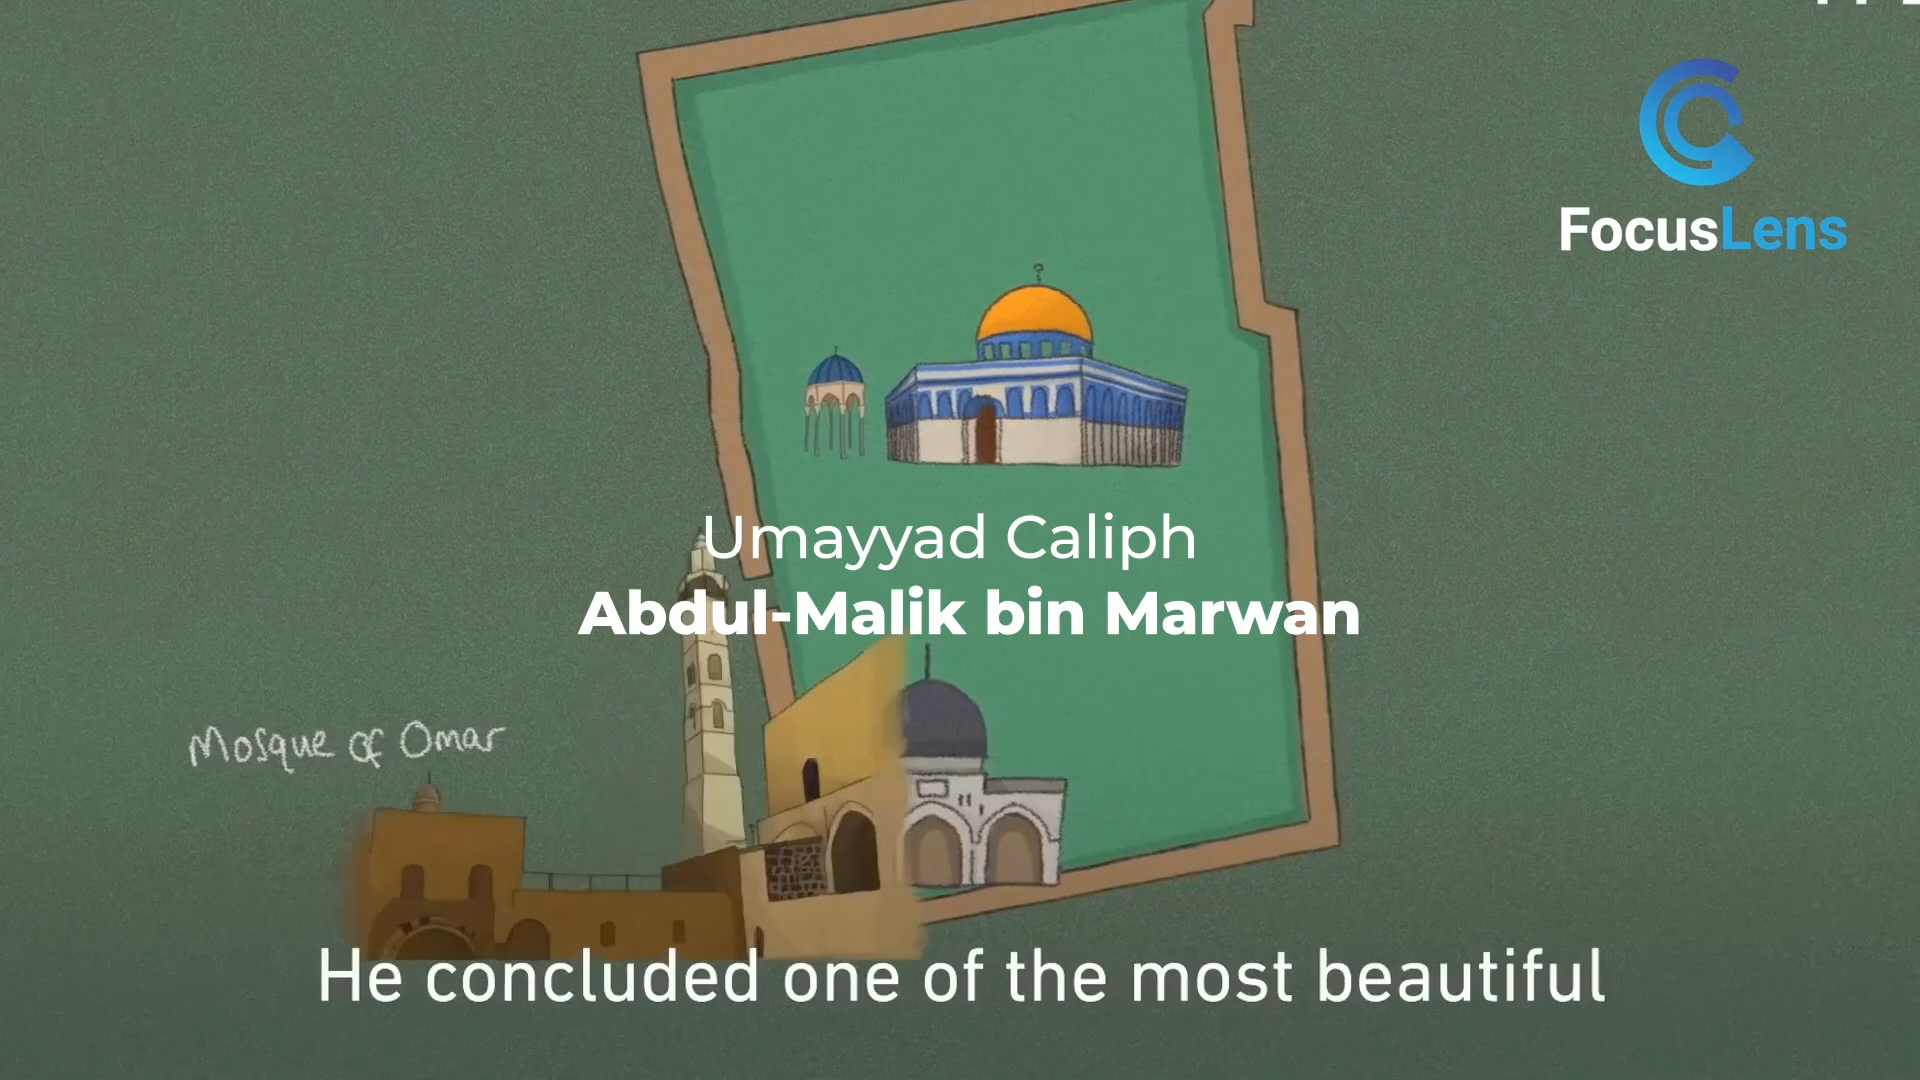 FocusLens
Umayyad Caliph
Abdul-Malik bin Marwan
Mosque of Omar
He concluded one of the most beautiful